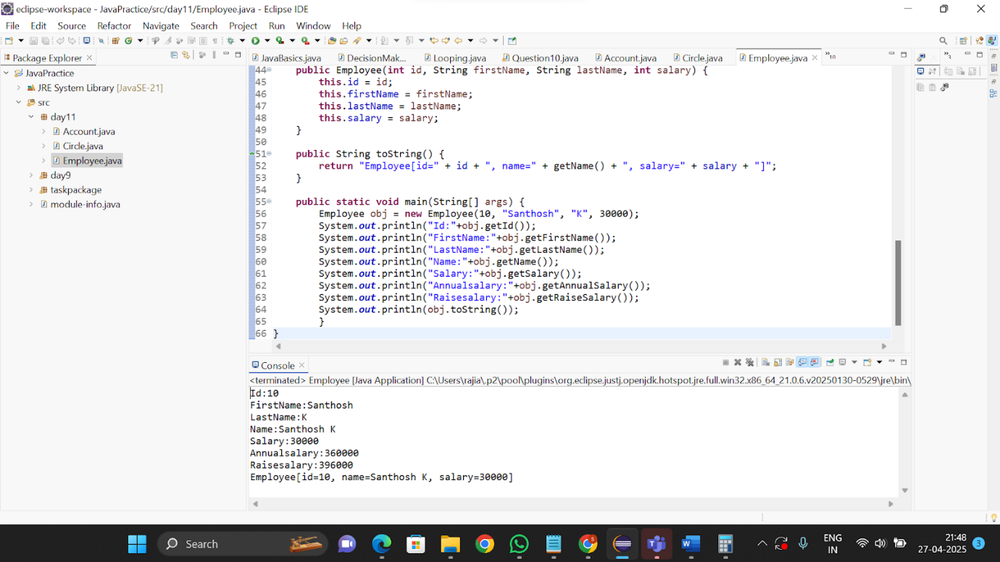 eclipse-workspace - JavaPractice/src/day11/Employee.java - Eclipse IDE
File Edit Source Refactor Navigate Search Project Run Window Help
Package Explorer
JavaPractice
JRE System Library [JavaSE-21]
src
day11
Account.java
Circle.java
Employee.java
day9
taskpackage
module-info.java
JavaBasics.java DecisionMak... Looping.java Question10.java Account.java Circle.java Employee.java 10
44 public Employee(int id, String firstName, String lastName, int salary) {
45 this.id = id;
46 this.firstName = firstName;
47 this.lastName = lastName;
48 this.salary = salary;
49 }
50
51 public String toString() {
52 return "Employee[id=" + id + ", name=" + getName() + ", salary=" + salary + "]";
53 }
54
55 public static void main(String[] args) {
56 Employee obj = new Employee(10, "Santhosh", "K", 30000);
57 System.out.println("Id:"+obj.getId());
58 System.out.println("FirstName:"+obj.getFirstName());
59 System.out.println("LastName:"+obj.getLastName());
60 System.out.println("Name:"+obj.getName());
61 System.out.println("Salary:"+obj.getSalary());
62 System.out.println("Annualsalary:"+obj.getAnnualSalary());
63 System.out.println("Raisesalary:"+obj.getRaiseSalary());
64 System.out.println(obj.toString());
65 }
66 }
Console
<terminated> Employee [Java Application] C:\Users\rajia\.p2\pool\plugins\org.eclipse.justj.openjdk.hotspot.jre.full.win32.x86_64_21.0.6.v20250130-0529\jre\bin\
Id:10
FirstName:Santhosh
LastName:K
Name:Santhosh K
Salary:30000
Annualsalary:360000
Raisesalary:396000
Employee[id=10, name=Santhosh K, salary=30000]
Search
ENG
IN
21:48
27-04-2025
3